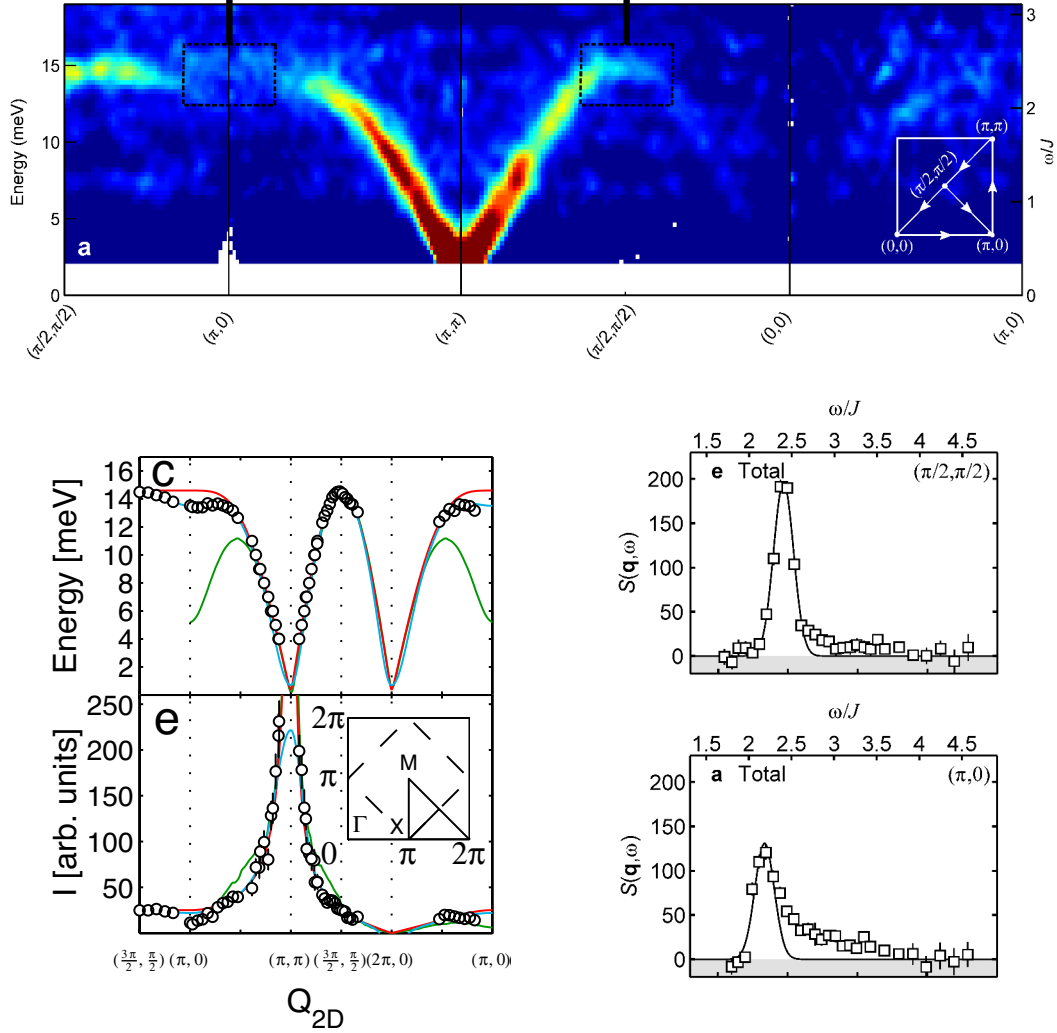 Energy (meV)
15
10
5
0
a
3
2
1
0
ω/J
(π,π)
(π/2,π/2)
(0,0)
(π,0)
(π/2,π/2)
(π,0)
(π,π)
(π/2,π/2)
(0,0)
(π,0)
Energy [meV]
16
14
12
10
8
6
4
2
c
I [arb. units]
250
200
150
100
50
e
2π
π
0
M
Γ
X
π
2π
(3π/2, π/2) (π, 0)
(π, π) (3π/2, π/2) (2π, 0)
(π, 0)
Q2D
ω/J
1.5 2 2.5 3 3.5 4 4.5
e Total (π/2,π/2)
S(q,ω)
200
150
100
50
0
ω/J
1.5 2 2.5 3 3.5 4 4.5
a Total (π,0)
S(q,ω)
200
150
100
50
0